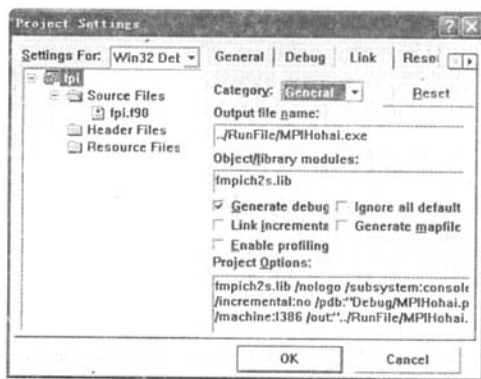 Project Settings
Settings For: Win32 Det
fpi
Source Files
fpi.f90
Header Files
Resource Files
General Debug Link Resou
Category: General Reset
Output file name:
../RunFile/MPIHohai.exe
Object/library modules:
fmpich2s.lib
Generate debug Ignore all default
Link incrementa Generate mapfile
Enable profiling
Project Options:
fmpich2s.lib /nologo /subsystem:console
/incremental:no /pdb:"Debug/MPIHohai.p
/machine:I386 /out:"../RunFile/MPIHohai.
OK Cancel